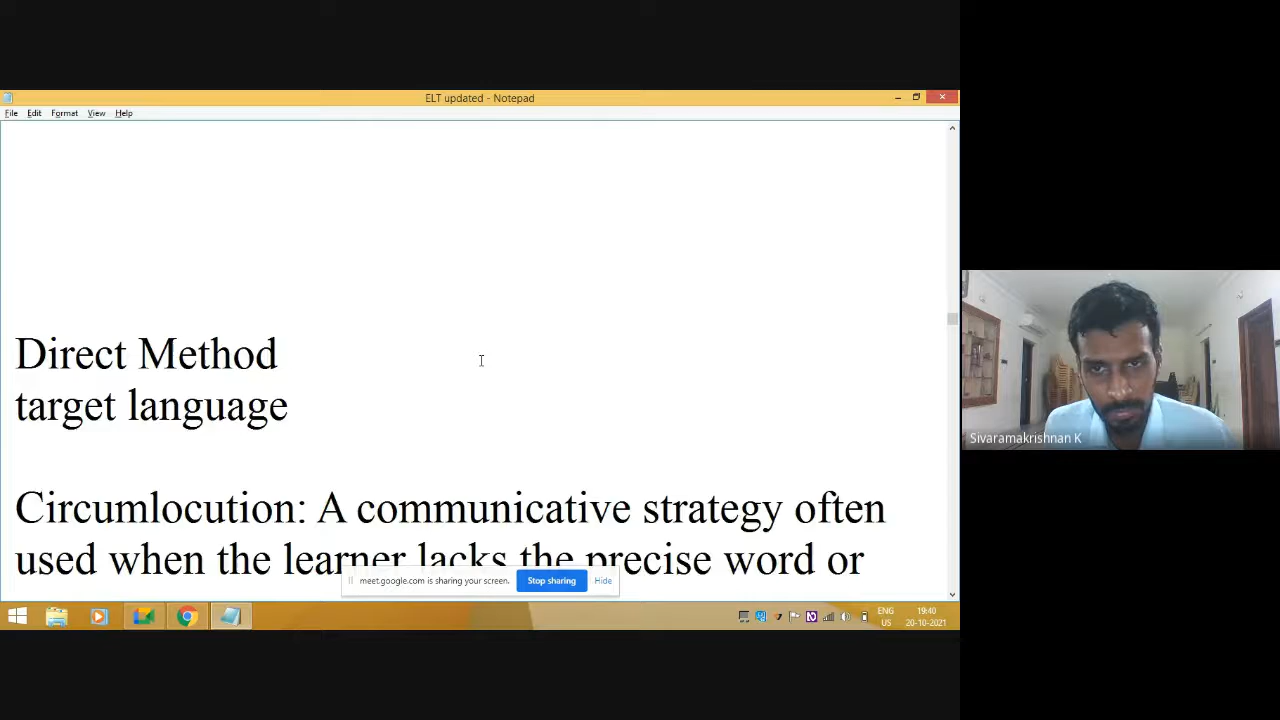 ELT updated - Notepad
File Edit Format View Help
Direct Method
target language
Circumlocution: A communicative strategy often
used when the learner lacks the precise word or
meet.google.com is sharing your screen. Stop sharing Hide
Sivaramakrishnan K
ENG 19:40
US 20-10-2021